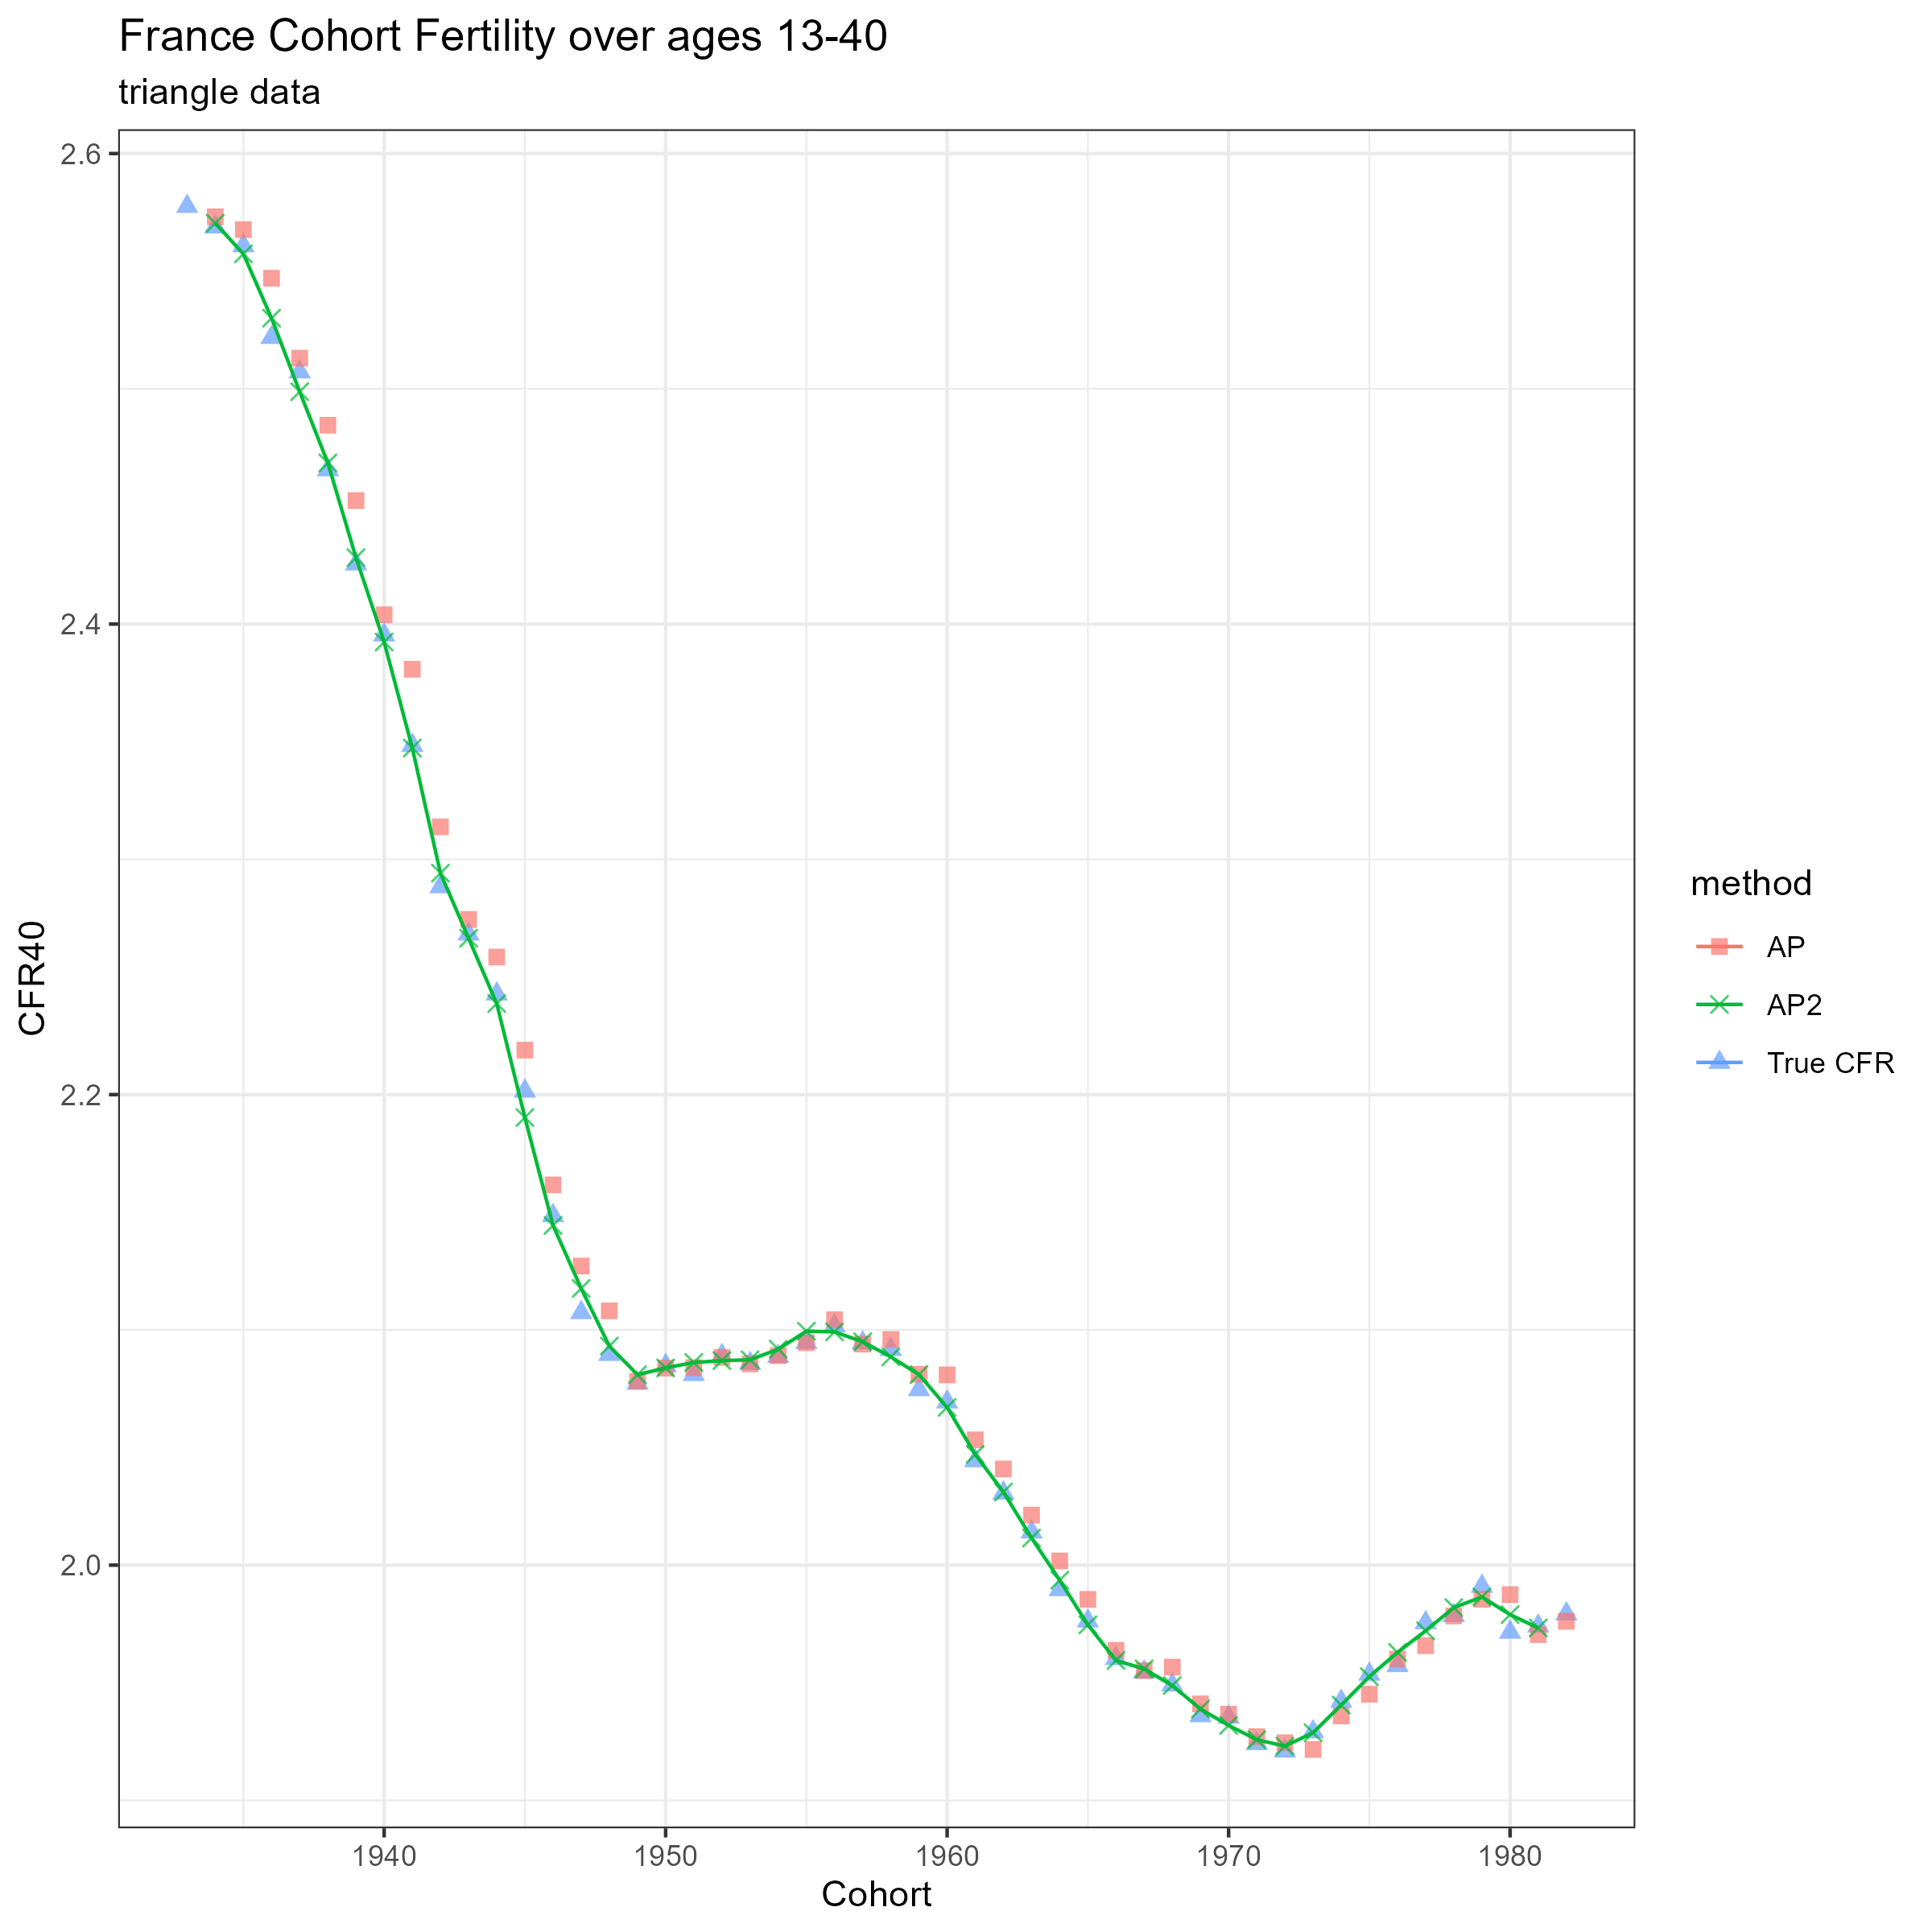 France Cohort Fertility over ages 13-40
triangle data
2.6
2.4
2.2
2.0
CFR40
1940 1950 1960 1970 1980
Cohort
method
AP
AP2
True CFR